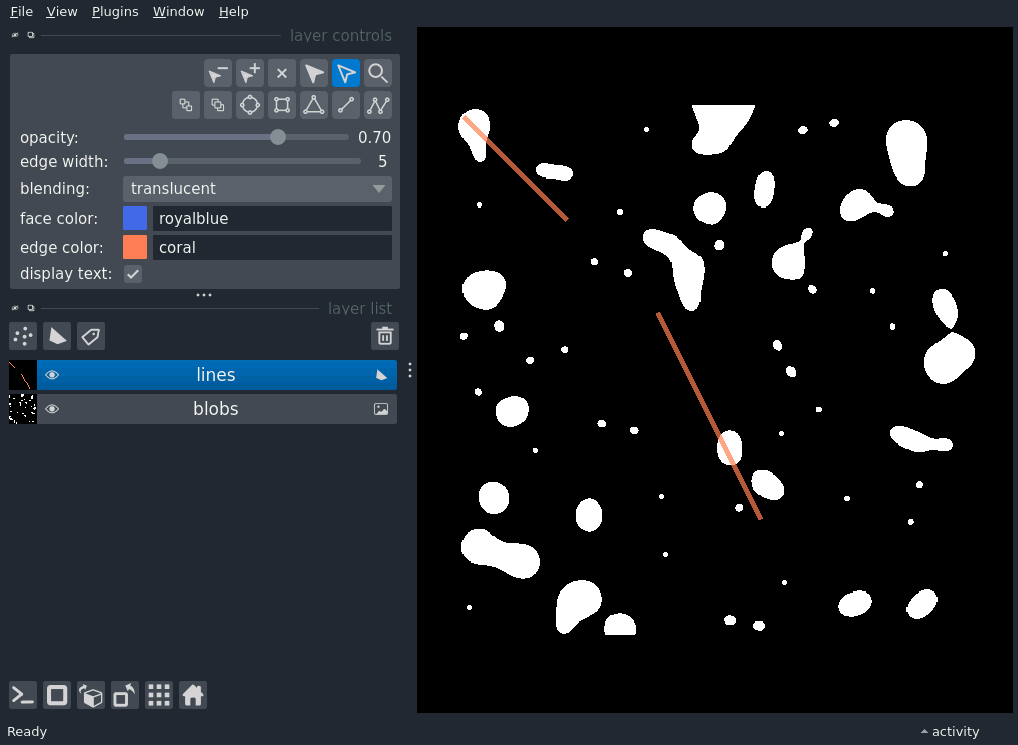 File View Plugins Window Help
layer controls
opacity: 0.70
edge width: 5
blending: translucent
face color: royalblue
edge color: coral
display text:
layer list
lines
blobs
Ready activity